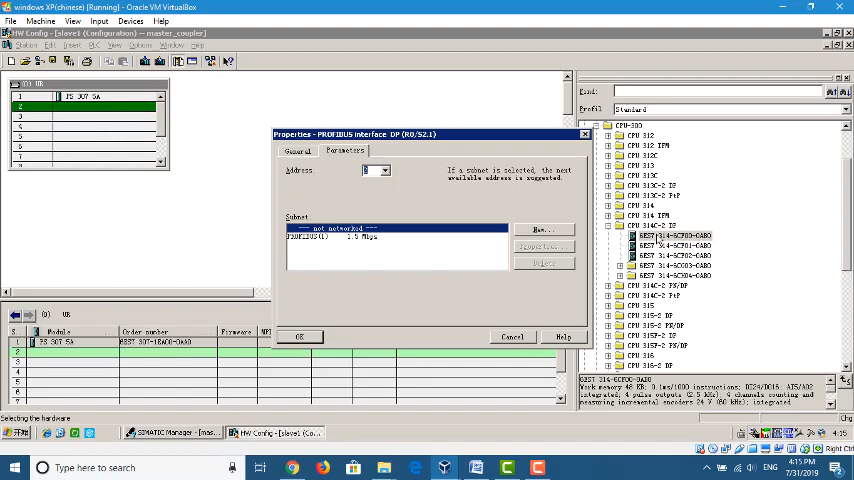 windows XP(china) [Running] - Oracle VM VirtualBox
File Machine View Input Devices Help
HW Config - [slave1 (Configuration) -- master_coupler]
Station Edit Insert PLC View Options Window Help
(0) UR
1 PS 307 5A
2
3
4
5
6
7
8
Find:
Profil Standard
CPU-300
CPU 312
CPU 312 IFM
CPU 312C
CPU 313
CPU 313C
CPU 313C-2 DP
CPU 313C-2 PtP
CPU 314
CPU 314 IFM
CPU 314C-2 DP
6ES7 314-6CF00-0AB0
6ES7 314-6CF01-0AB0
6ES7 314-6CF02-0AB0
6ES7 314-6CG03-0AB0
6ES7 314-6CH04-0AB0
CPU 314C-2 PN/DP
CPU 314C-2 PtP
CPU 315
CPU 315-2 DP
CPU 315-2 PN/DP
CPU 315F-2 DP
CPU 315F-2 PN/DP
CPU 316
CPU 316-2 DP
Properties - PROFIBUS interface DP (R0/S2.1)
General Parameters
Address: 2
If a subnet is selected, the next
available address is suggested.
Subnet:
--- not networked ---
PROFIBUS(1) 1.5 Mbps
New...
Properties...
Delete
OK Cancel Help
(0) UR
S... Module Order number Firmware MPI
1 PS 307 5A 6ES7 307-1EA00-0AA0
2
3
4
5
6
7
6ES7 314-6CF00-0AB0
Work memory 48 KB; 0.1ms/1000 instructions; DI24/DO16; AI5/AO2
integrated; 4 pulse outputs (2.5 kHz); 4 channels counting and
measuring incremental encoders 24 V (60 kHz); integrated
Selecting the hardware Chg
开始 SIMATIC Manager - [mas... HW Config - [slave1 (Co... 4:15
Right Ctrl
Type here to search ENG 4:15 PM
7/31/2019